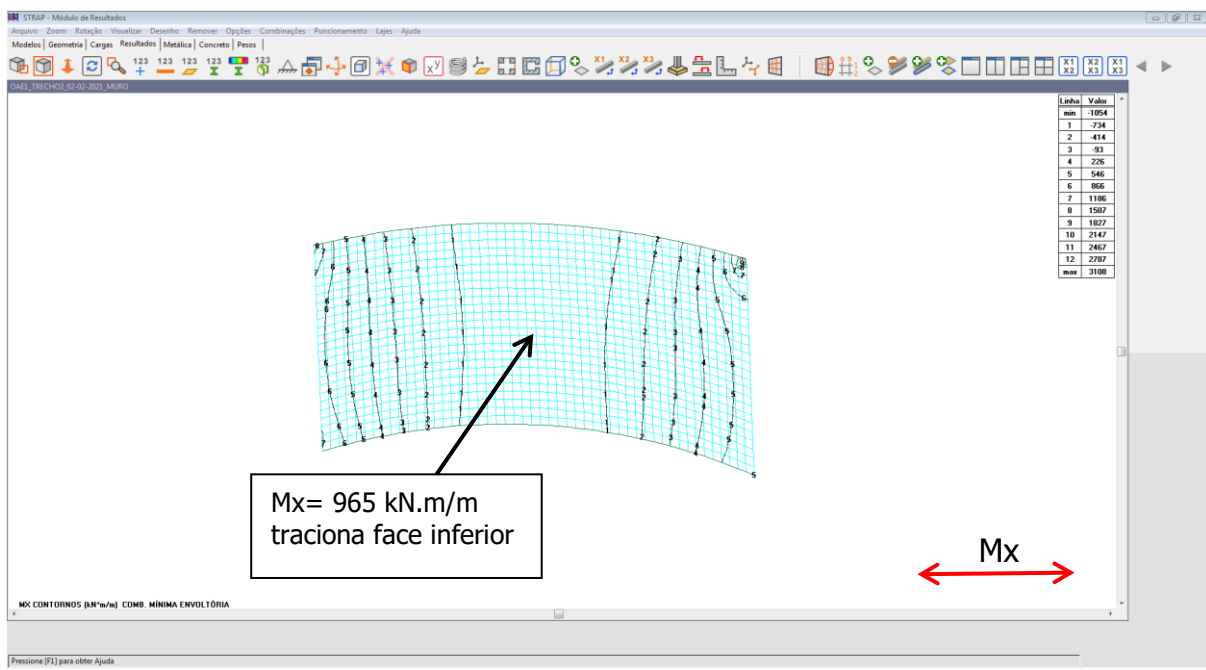 STRAP - Módulo de Resultados
Arquivo Zoom Rotação Visualizar Desenho Remover Opções Combinações Puncionamento Lajes Ajuda
Modelos Geometria Cargas Resultados Metálica Concreto Pesos
OAE1_TRECHO2_02-02-2021_MURO
Linha Valor
min -1054
1 -734
2 -414
3 -93
4 226
5 546
6 866
7 1186
8 1507
9 1827
10 2147
11 2467
12 2787
max 3108
Mx= 965 kN.m/m
traciona face inferior
Mx
MX CONTORNOS (kN*m/m) COMB. MÍNIMA ENVOLTÓRIA
Pressione [F1] para obter Ajuda